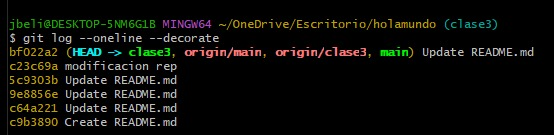 jbeli@DESKTOP-5NM6G1B MINGW64 ~/OneDrive/Escritorio/holamundo (clase3)
$ git log --oneline --decorate
bf022a2 (HEAD -> clase3, origin/main, origin/clase3, main) Update README.md
c23c69a modificacion rep
5c9303b Update README.md
9e8856e Update README.md
c64a221 Update README.md
c9b3890 Create README.md